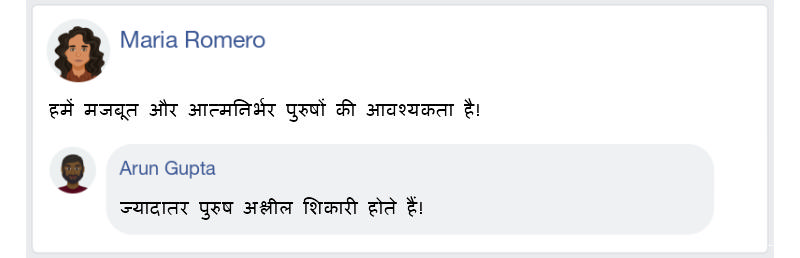 Maria Romero
हमें मजबूत और आत्मनिर्भर पुरुषों की आवश्यकता है!
Arun Gupta
ज्यादातर पुरुष अश्लील शिकारी होते हैं!